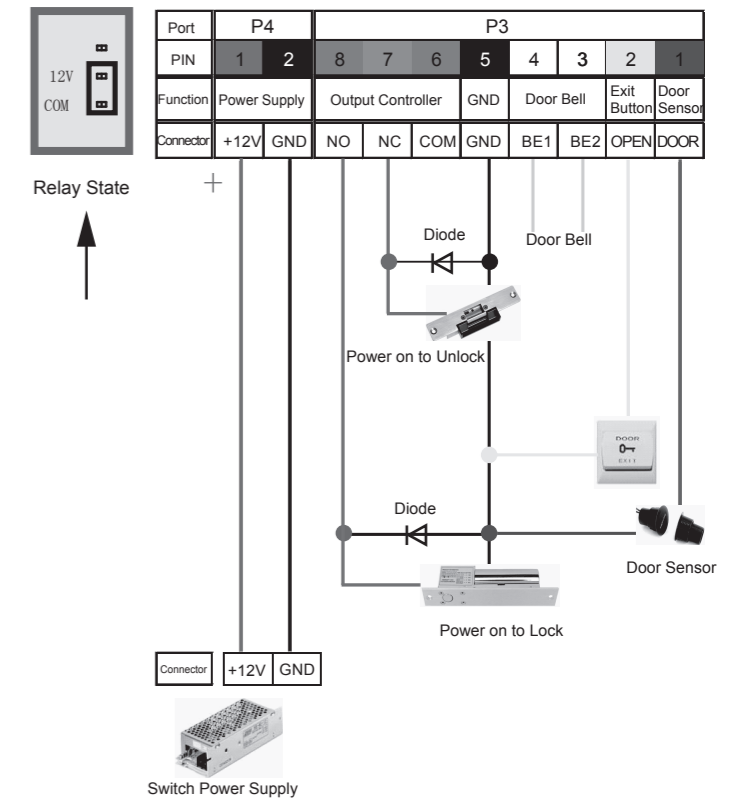 Port P4 P3
PIN 1 2 8 7 6 5 4 3 2 1
Function Power Supply Output Controller GND Door Bell Exit Button Door Sensor
Connector +12V GND NO NC COM GND BE1 BE2 OPEN DOOR
12V
COM
Relay State
+
Diode
Door Bell
Power on to Unlock
DOOR
EXIT
Diode
Door Sensor
Power on to Lock
Connector +12V GND
Switch Power Supply